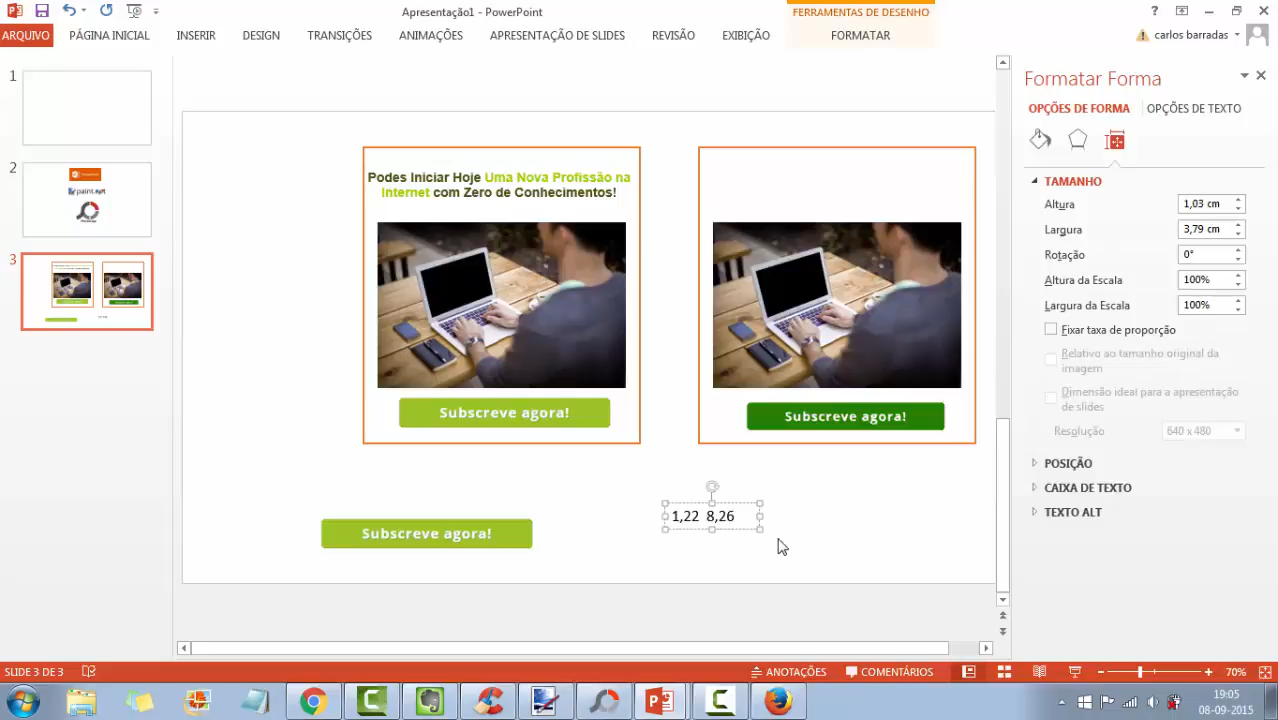 Apresentação1 - PowerPoint
FERRAMENTAS DE DESENHO
?
ARQUIVO PÁGINA INICIAL INSERIR DESIGN TRANSIÇÕES ANIMAÇÕES APRESENTAÇÃO DE SLIDES REVISÃO EXIBIÇÃO FORMATAR
carlos barradas
1
2
3
Podes Iniciar Hoje Uma Nova Profissão na
Internet com Zero de Conhecimentos!
Subscreve agora!
Subscreve agora!
Subscreve agora!
1,22 8,26
Formatar Forma
OPÇÕES DE FORMA OPÇÕES DE TEXTO
TAMANHO
Altura 1,03 cm
Largura 3,79 cm
Rotação 0°
Altura da Escala 100%
Largura da Escala 100%
Fixar taxa de proporção
Relativo ao tamanho original da
imagem
Dimensão ideal para a apresentação
de slides
Resolução 640 x 480
POSIÇÃO
CAIXA DE TEXTO
TEXTO ALT
SLIDE 3 DE 3 ANOTAÇÕES COMENTÁRIOS 70%
19:05
08-09-2015